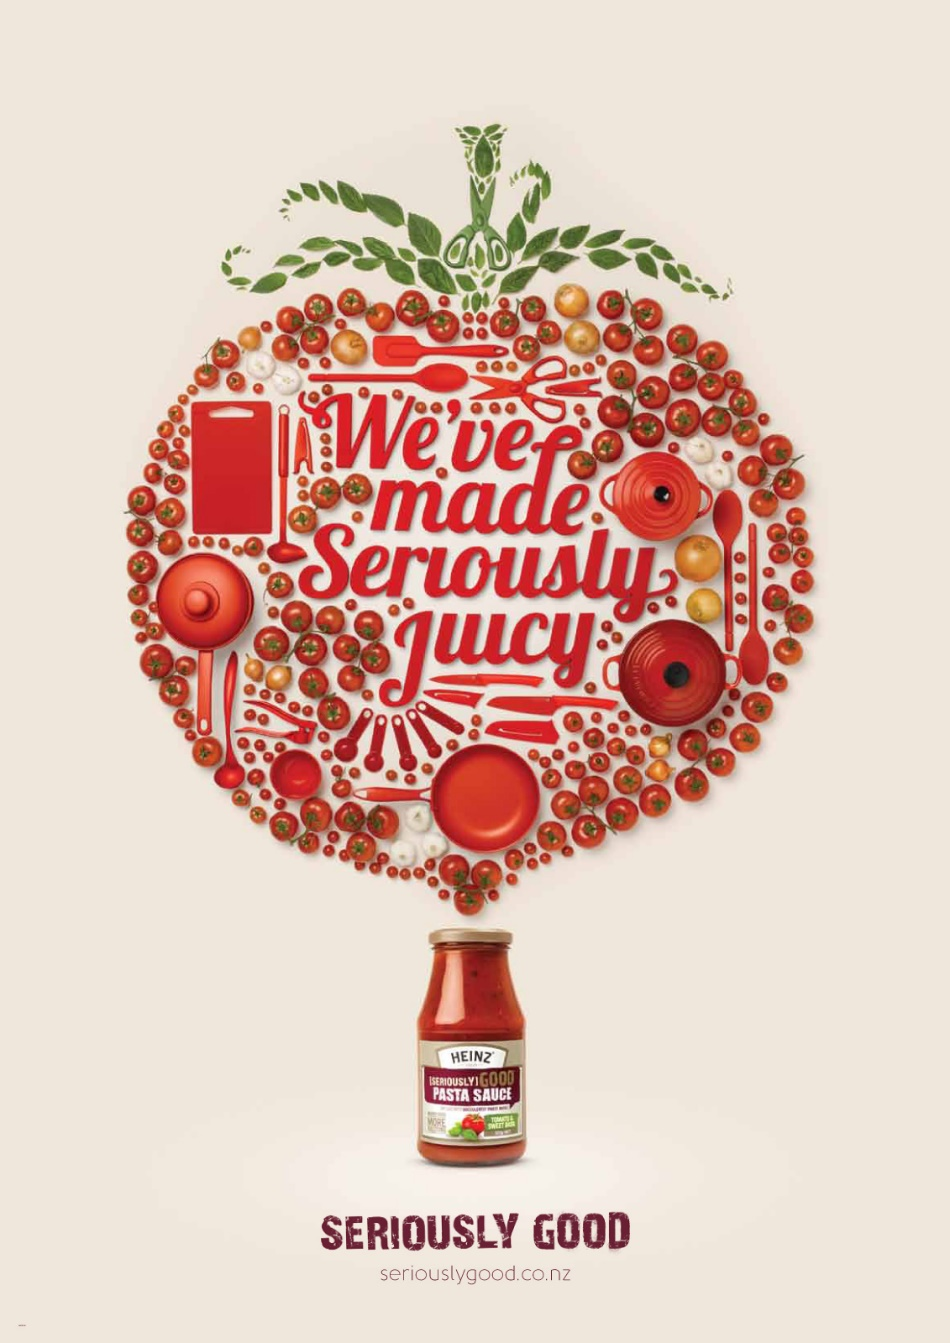 We've
made
Seriously
juicy
HEINZ
[SERIOUSLY] GOOD
PASTA SAUCE
MORE
TOMATO &
SWEET BASIL
SERIOUSLY GOOD
seriouslygood.co.nz